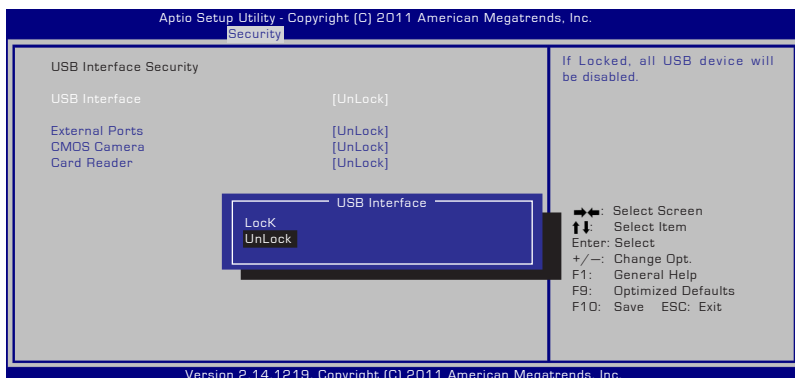 Aptio Setup Utility - Copyright (C) 2011 American Megatrends, Inc.
Security
USB Interface Security
USB Interface [UnLock]
External Ports [UnLock]
CMOS Camera [UnLock]
Card Reader [UnLock]
If Locked, all USB device will
be disabled.
USB Interface
LocK
UnLock
→←: Select Screen
↑↓: Select Item
Enter: Select
+/—: Change Opt.
F1: General Help
F9: Optimized Defaults
F10: Save ESC: Exit
Version 2.14.1219. Copyright (C) 2011 American Megatrends, Inc.